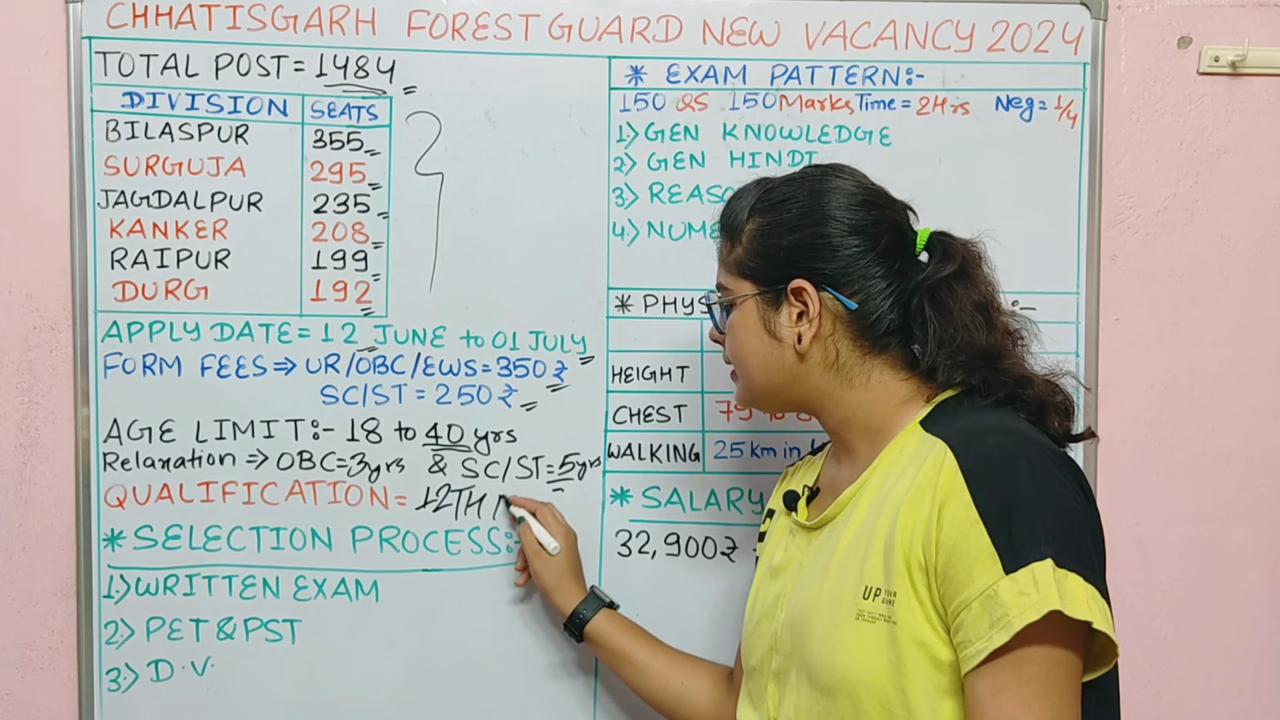 CHHATISGARH FOREST GUARD NEW VACANCY 2024
TOTAL POST = 1484
DIVISION SEATS
BILASPUR 355
SURGUJA 295
JAGDALPUR 235
KANKER 208
RAIPUR 199
DURG 192
APPLY DATE = 12 JUNE to 01 JULY
FORM FEES ⇒ UR/OBC/EWS = 350₹
SC/ST = 250₹
AGE LIMIT:- 18 to 40 yrs
Relaxation ⇒ OBC=3yrs & SC/ST=5yrs
QUALIFICATION = 12TH
* SELECTION PROCESS:-
1.) WRITTEN EXAM
2.) PET & PST
3.) D.V.
* EXAM PATTERN:-
150 QS 150 Marks, Time = 2Hrs Neg = 1/4
1.) GEN KNOWLEDGE
2.) GEN HINDI
3.) REASO
4.) NUME
* PHYS :-
HEIGHT
CHEST 79
WALKING 25 km in
* SALARY
32,900₹
UP YOUR GAME